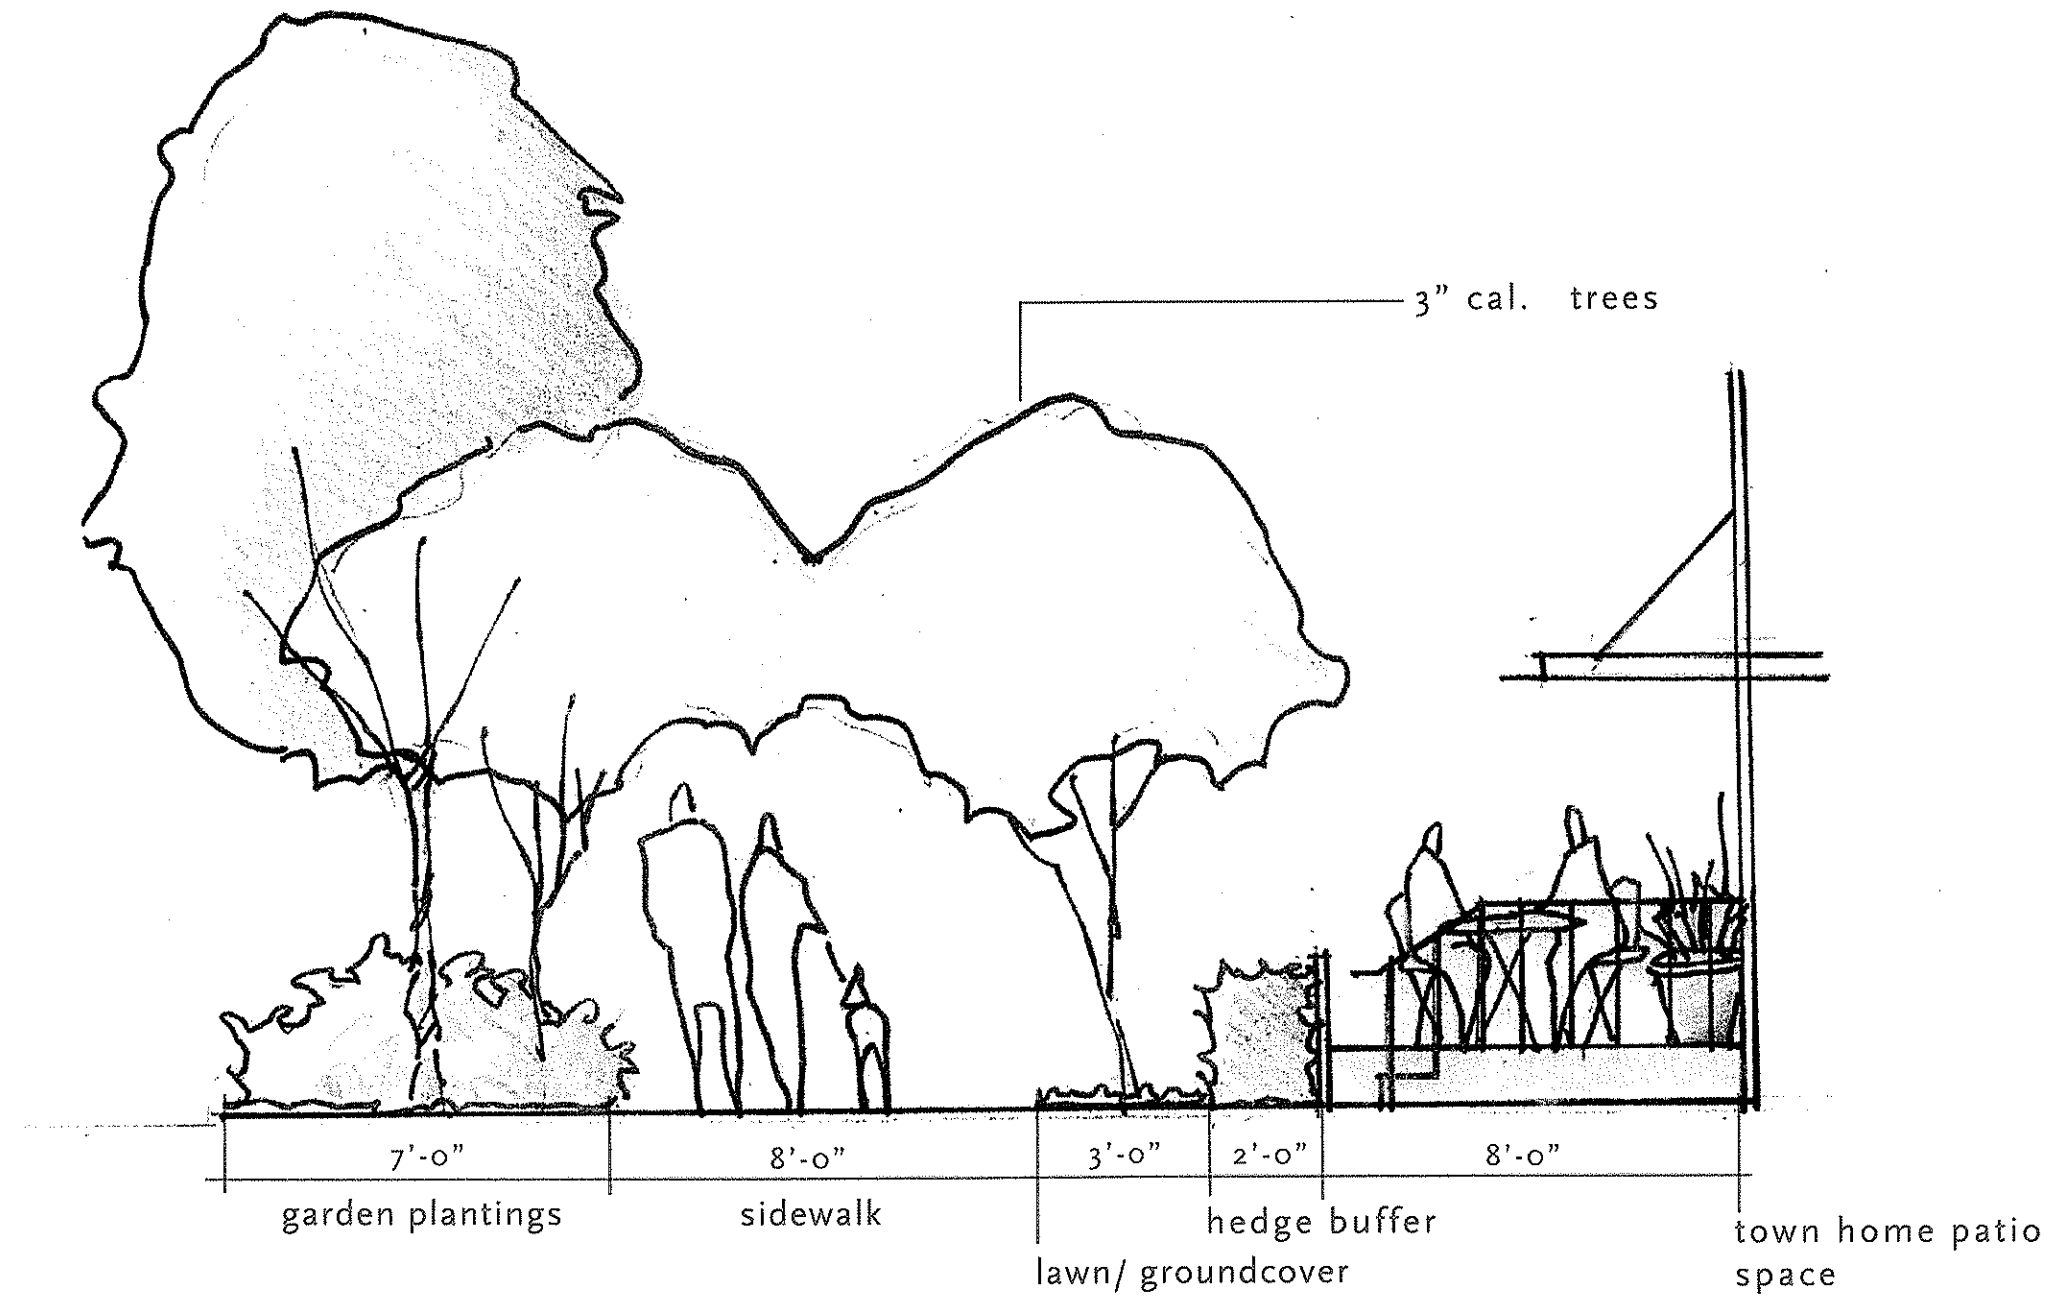 3” cal. trees
7’-0” 8’-0” 3’-0” 2’-0” 8’-0”
garden plantings
sidewalk
hedge buffer
town home patio
lawn/ groundcover
space